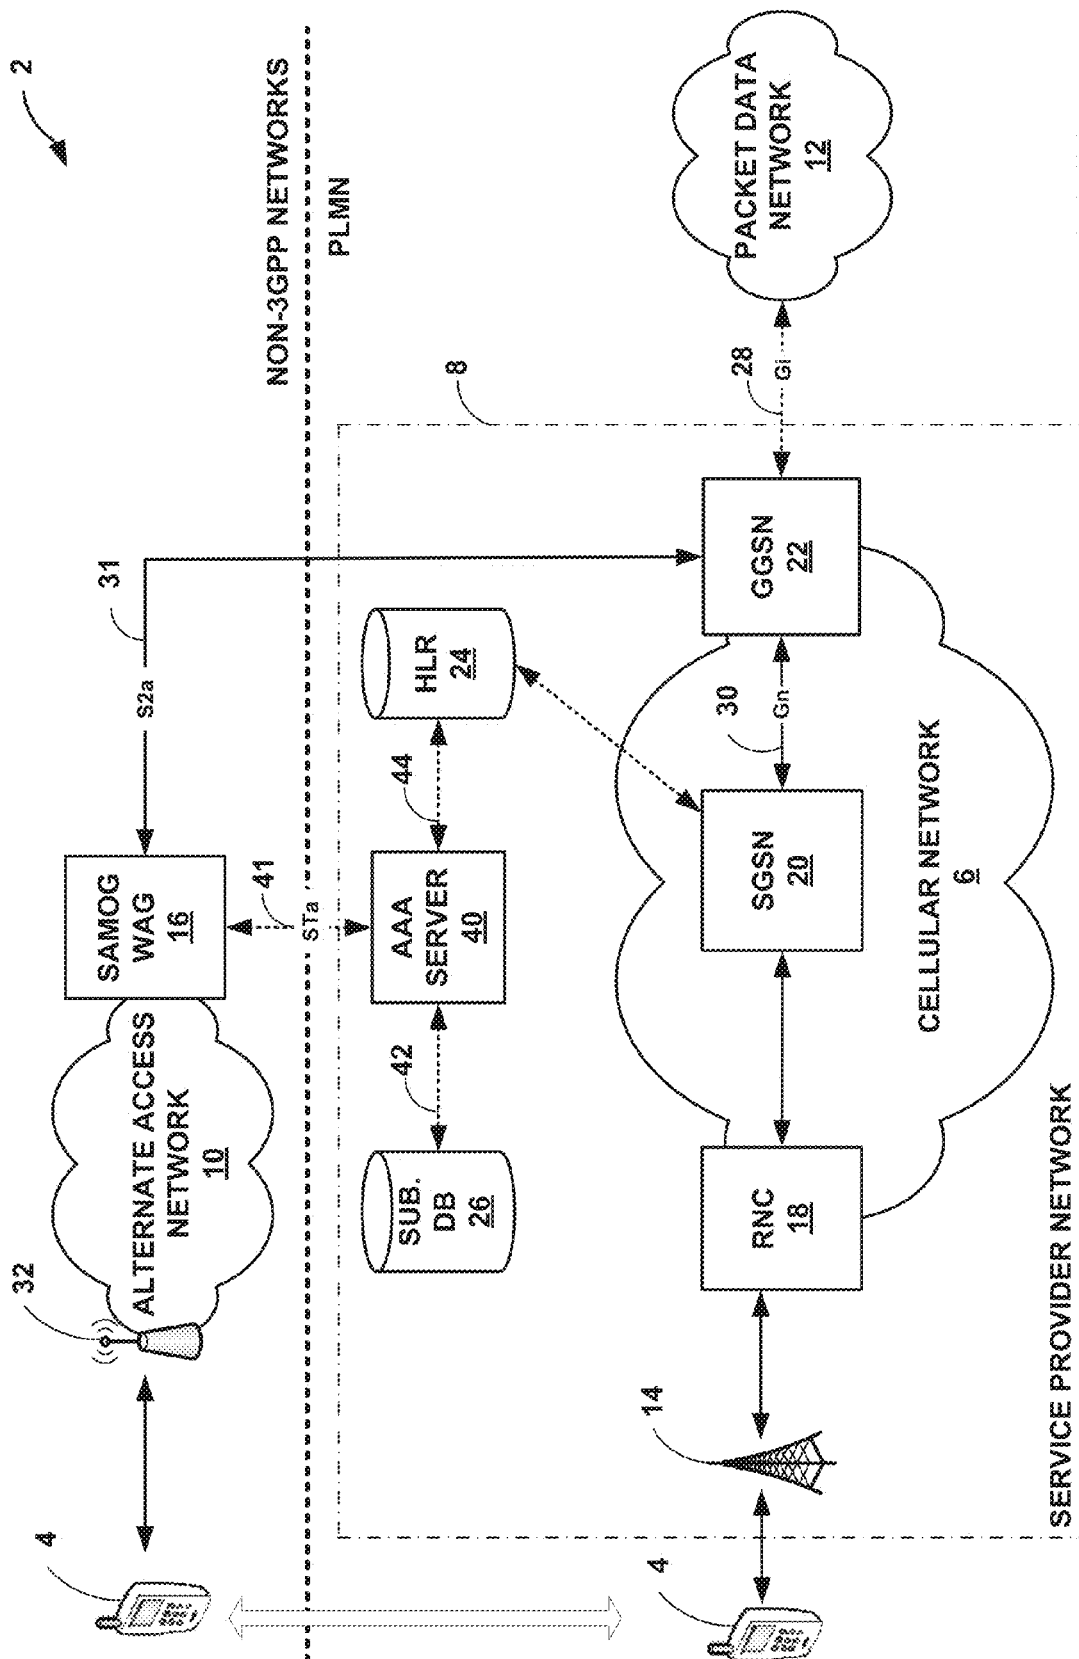 2
NON-3GPP NETWORKS
PLMN
4
32
ALTERNATE ACCESS
NETWORK
10
SAMOG
WAG
16
S2a
31
41
STa
SUB.
DB
26
42
AAA
SERVER
40
44
HLR
24
8
4
14
RNC
18
SGSN
20
30
Gn
GGSN
22
28
Gi
PACKET DATA
NETWORK
12
CELLULAR NETWORK
6
SERVICE PROVIDER NETWORK